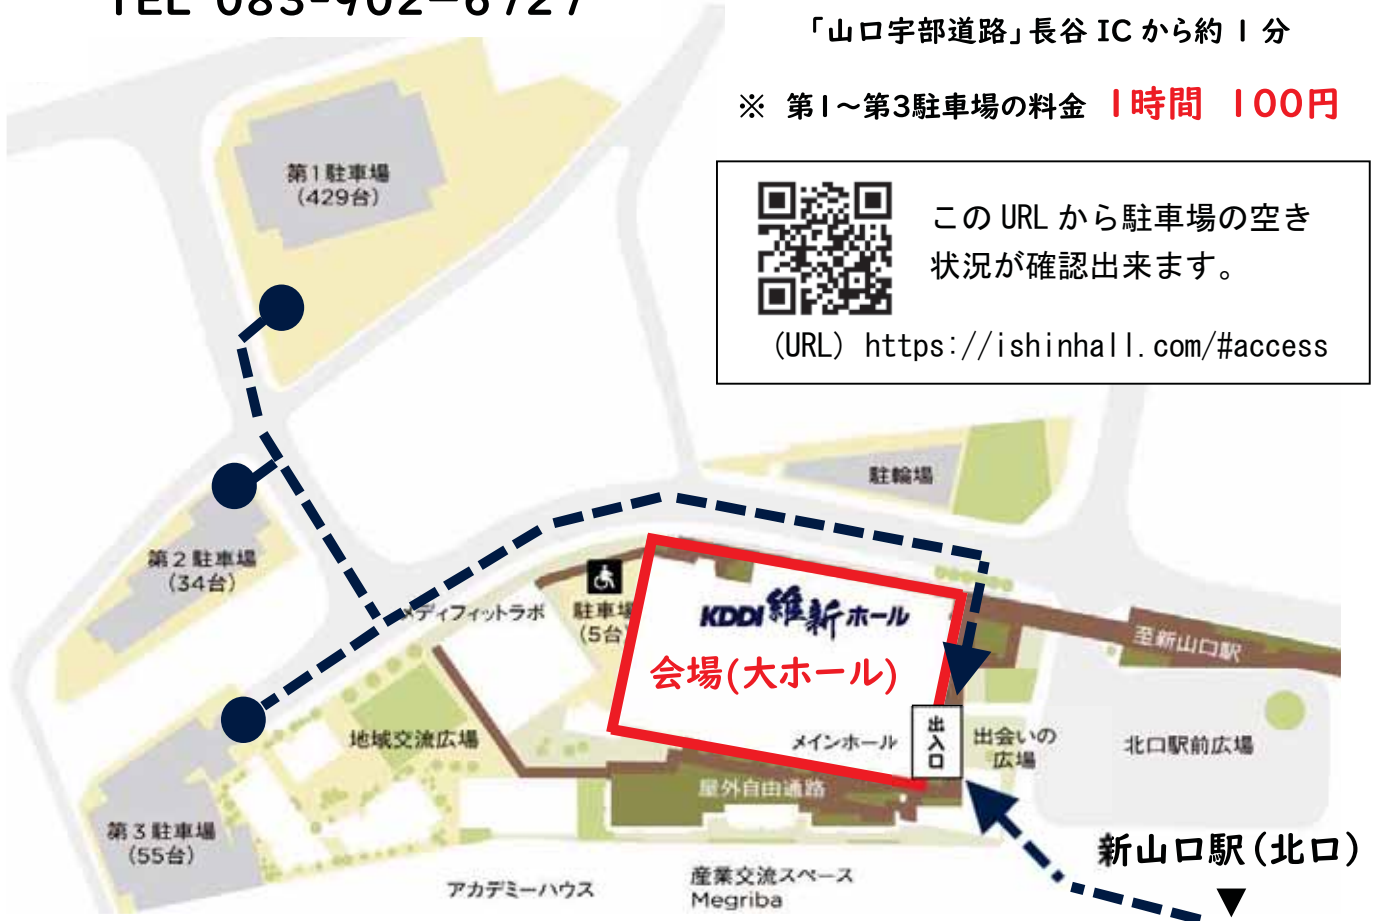 TEL 083-902-6727
「山口宇部道路」長谷 IC から約 1 分
※ 第1～第3駐車場の料金 1時間 100円
この URL から駐車場の空き
状況が確認出来ます。
(URL) https://ishinhall.com/#access
第1駐車場
(429台)
駐輪場
第2駐車場
(34台)
メディフィットラボ
駐車場
(5台
KDDI 維新ホール
会場(大ホール)
至新山口駅
地域交流広場
メインホール
出入口
出会いの
広場
北口駅前広場
屋外自由通路
第3駐車場
(55台)
新山口駅(北口)
▼
アカデミーハウス
産業交流スペース
Megriba